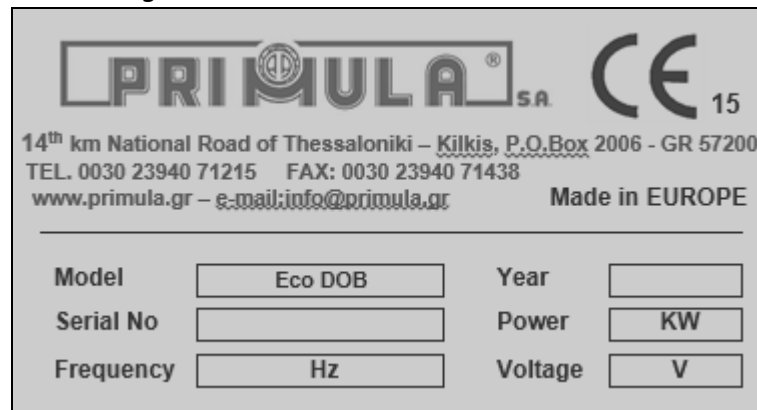 PRIMULA ® S.A. CE 15
14th km National Road of Thessaloniki – Kilkis, P.O.Box 2006 - GR 57200
TEL. 0030 23940 71215 FAX: 0030 23940 71438
www.primula.gr – e-mail:info@primula.gr Made in EUROPE
Model Eco DOB Year
Serial No Power KW
Frequency Hz Voltage V